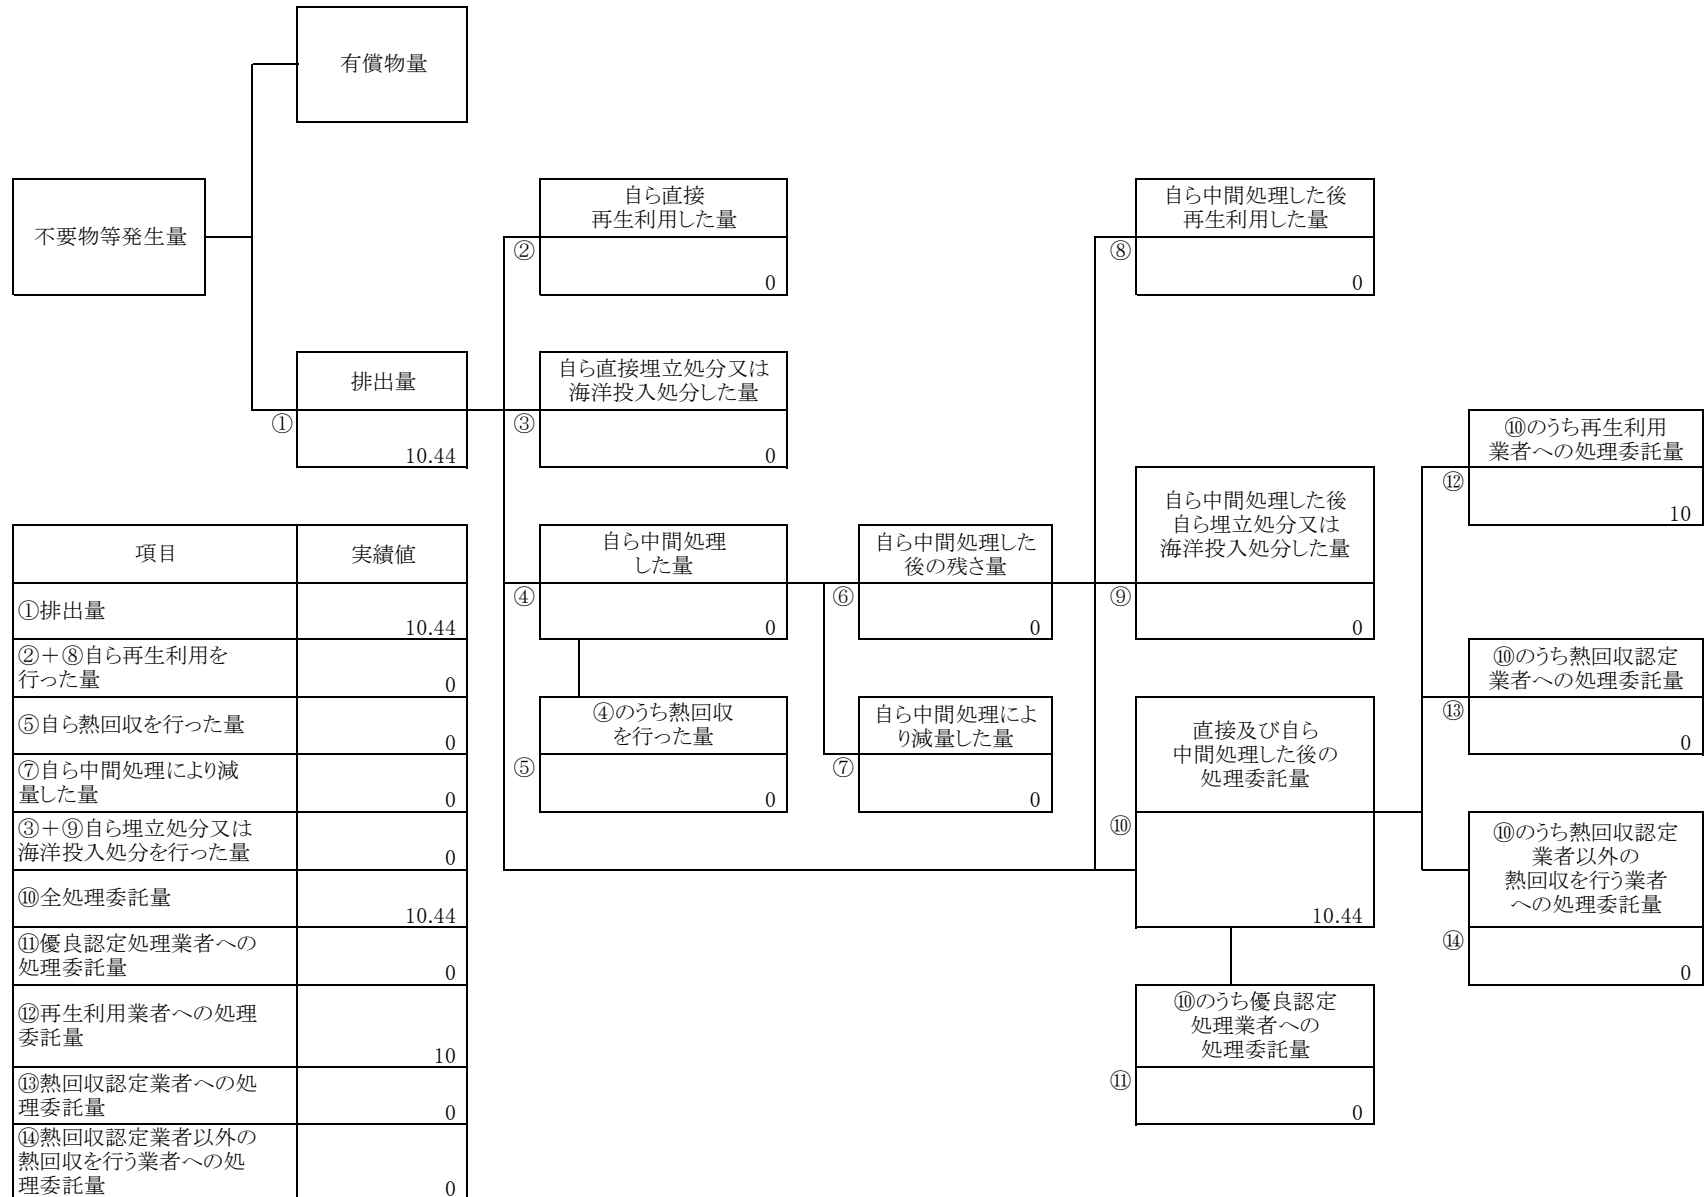 有償物量
不要物等発生量
自ら直接
再生利用した量
②
0
自ら中間処理した後
再生利用した量
⑧
0
排出量
①
10.44
自ら直接埋立処分又は
海洋投入処分した量
③
0
⑩のうち再生利用
業者への処理委託量
⑫
10
自ら中間処理した後
自ら埋立処分又は
海洋投入処分した量
⑨
0
自ら中間処理
した量
④
0
自ら中間処理した
後の残さ量
⑥
0
⑩のうち熱回収認定
業者への処理委託量
⑬
0
④のうち熱回収
を行った量
⑤
0
自ら中間処理によ
り減量した量
⑦
0
直接及び自ら
中間処理した後の
処理委託量
⑩
10.44
⑩のうち熱回収認定
業者以外の
熱回収を行う業者
への処理委託量
⑭
0
⑩のうち優良認定
処理業者への
処理委託量
⑪
0
項目 実績値
①排出量
10.44
②+⑧自ら再生利用を
行った量
0
⑤自ら熱回収を行った量
0
⑦自ら中間処理により減
量した量
0
③+⑨自ら埋立処分又は
海洋投入処分を行った量
0
⑩全処理委託量
10.44
⑪優良認定処理業者への
処理委託量
0
⑫再生利用業者への処理
委託量
10
⑬熱回収認定業者への処
理委託量
0
⑭熱回収認定業者以外の
熱回収を行う業者への処
理委託量
0